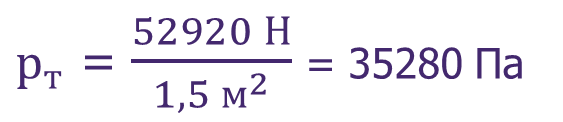 pт = 52920 Н / 1,5 м² = 35280 Па